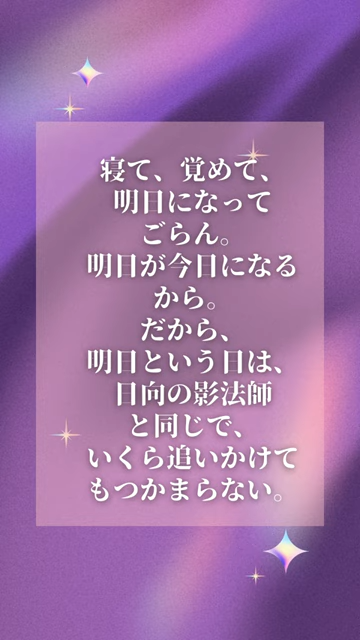 寝て、覚めて、
明日になって
ごらん。
明日が今日になる
から。
だから、
明日という日は、
日向の影法師
と同じで、
いくら追いかけて
もつかまらない。